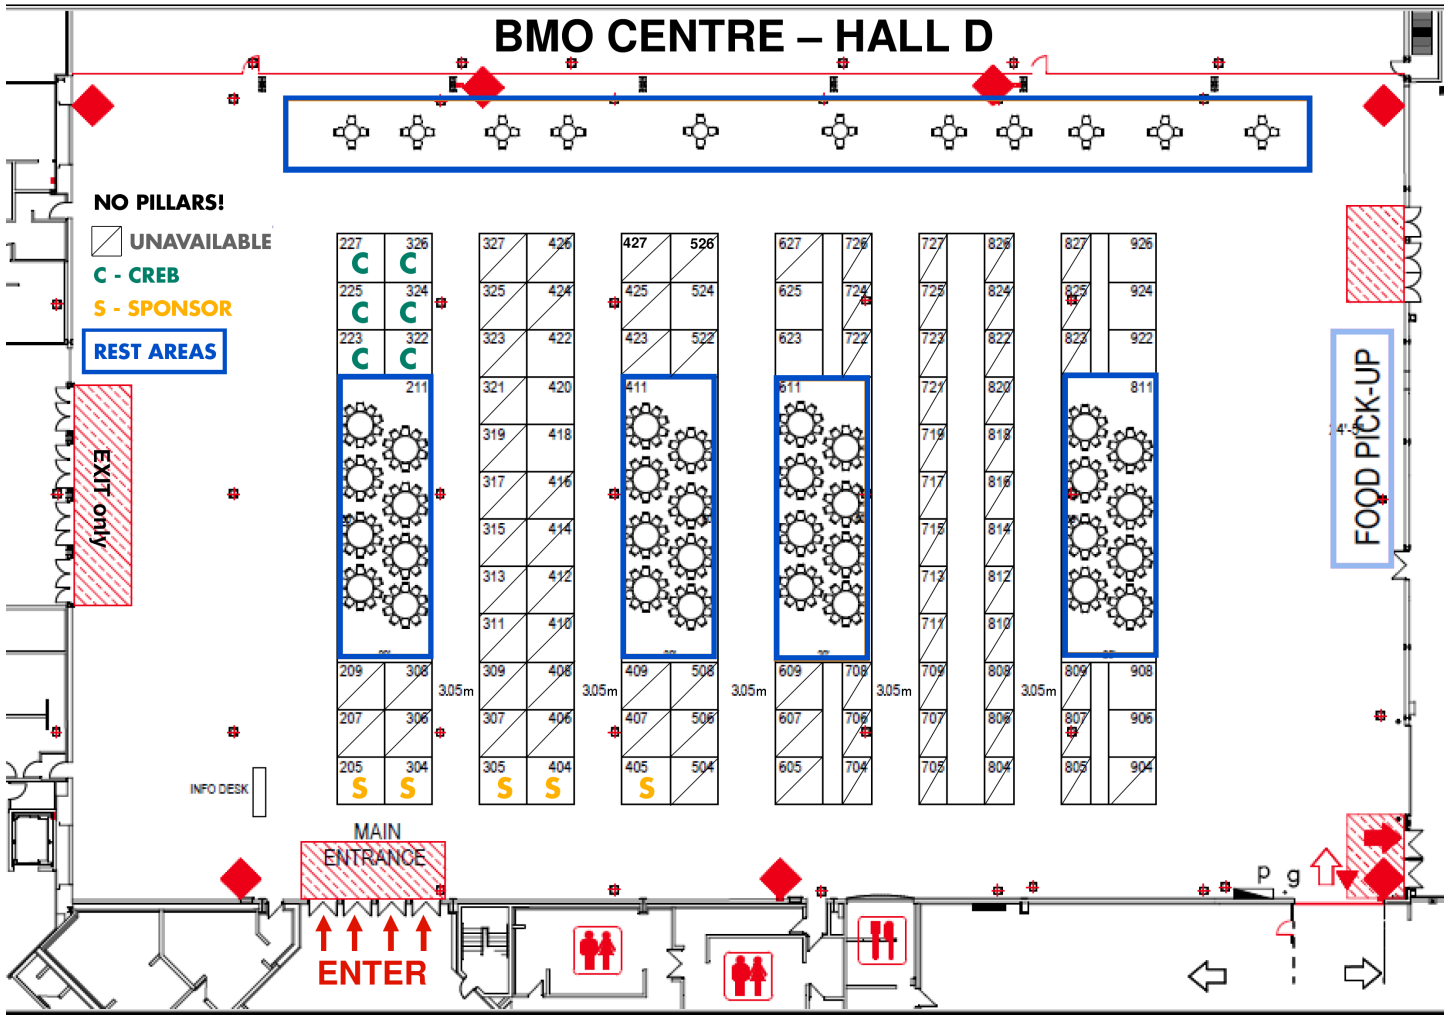 BMO CENTRE – HALL D
NO PILLARS!
UNAVAILABLE
C - CREB
S - SPONSOR
REST AREAS
227 326 327 426 427 526 627 726 727 826 827 926
C C
225 324 325 424 425 524 625 724 725 824 825 924
C C
223 322 323 422 423 522 623 722 723 822 823 922
C C
211 321 420 411 611 721 820 811
319 418 719 818
317 416 717 816
315 414 715 814
313 412 713 812
311 410 711 810
209 308 309 408 409 508 609 708 709 808 809 908
3.05m 3.05m 3.05m 3.05m 3.05m
207 306 307 406 407 506 607 706 707 806 807 906
205 304 305 404 405 504 605 704 705 804 805 904
S S S S S
EXIT only
FOOD PICK-UP
INFO DESK
MAIN
ENTRANCE
p g
ENTER